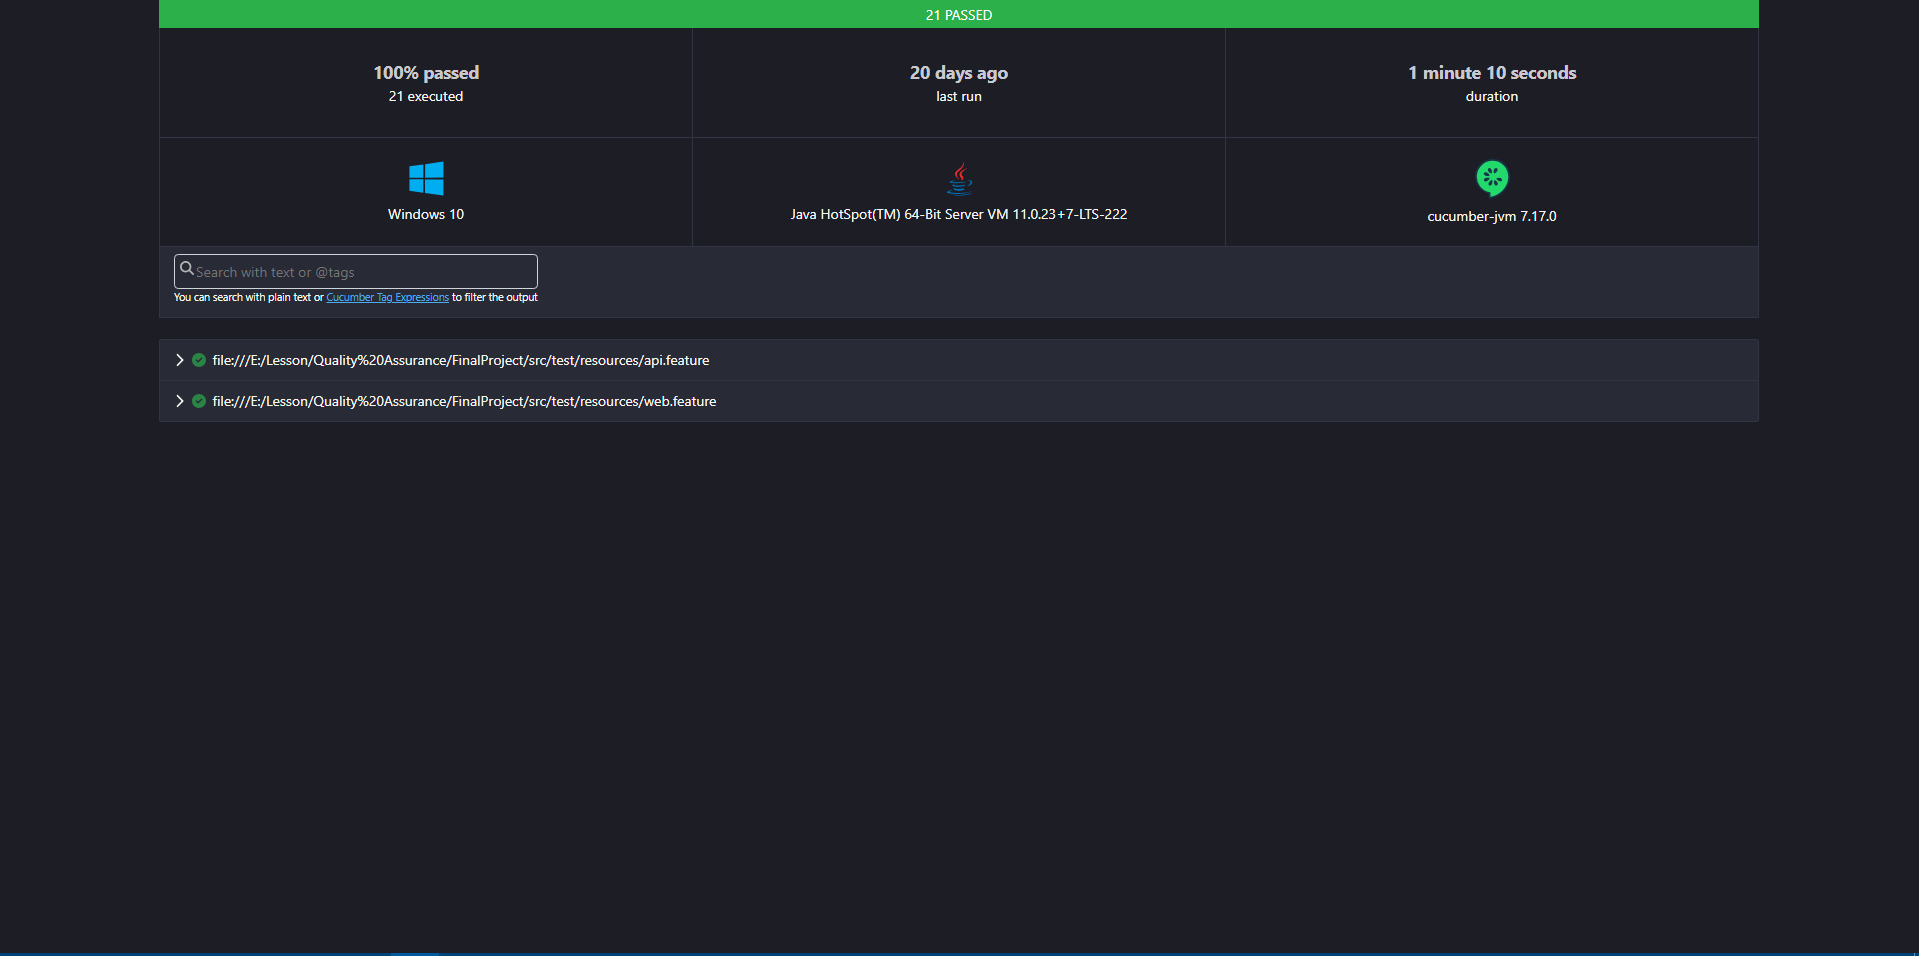 21 PASSED
100% passed
21 executed
20 days ago
last run
1 minute 10 seconds
duration
Windows 10
Java HotSpot(TM) 64-Bit Server VM 11.0.23+7-LTS-222
cucumber-jvm 7.17.0
Search with text or @tags
You can search with plain text or Cucumber Tag Expressions to filter the output
file:///E:/Lesson/Quality%20Assurance/FinalProject/src/test/resources/api.feature
file:///E:/Lesson/Quality%20Assurance/FinalProject/src/test/resources/web.feature